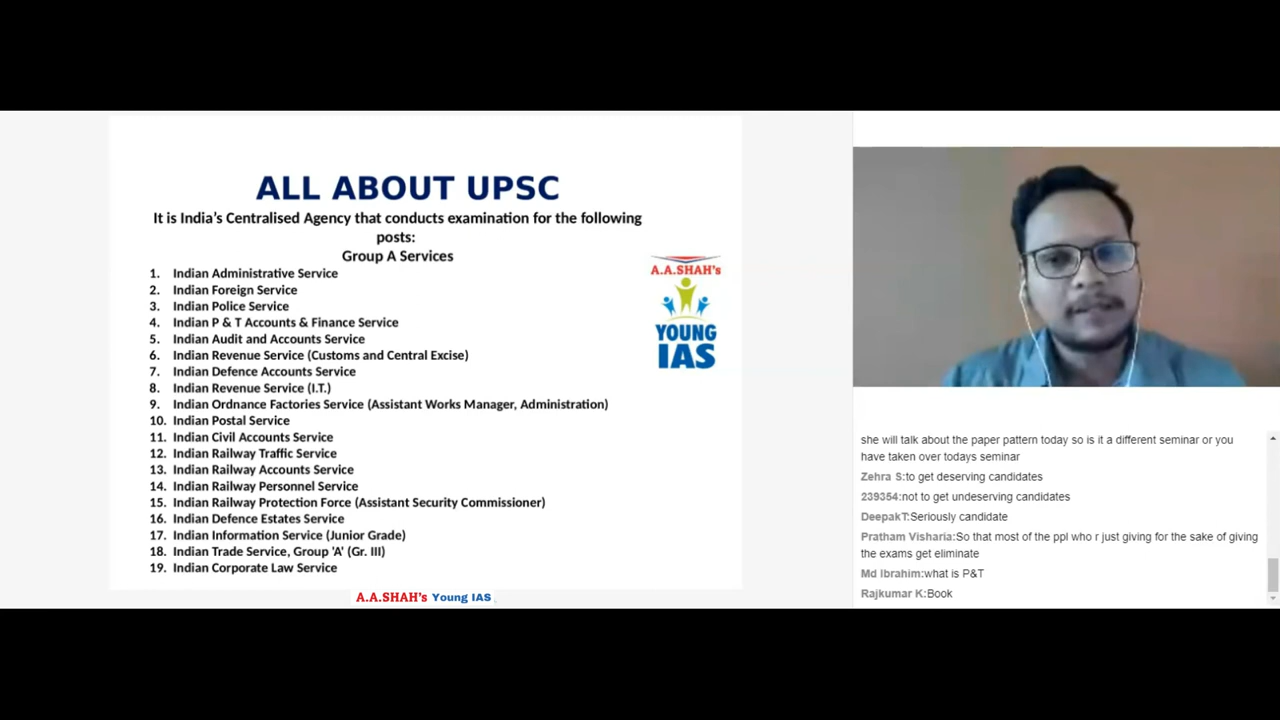 ALL ABOUT UPSC
It is India's Centralised Agency that conducts examination for the following
posts:
Group A Services
1. Indian Administrative Service
2. Indian Foreign Service
3. Indian Police Service
4. Indian P & T Accounts & Finance Service
5. Indian Audit and Accounts Service
6. Indian Revenue Service (Customs and Central Excise)
7. Indian Defence Accounts Service
8. Indian Revenue Service (I.T.)
9. Indian Ordnance Factories Service (Assistant Works Manager, Administration)
10. Indian Postal Service
11. Indian Civil Accounts Service
12. Indian Railway Traffic Service
13. Indian Railway Accounts Service
14. Indian Railway Personnel Service
15. Indian Railway Protection Force (Assistant Security Commissioner)
16. Indian Defence Estates Service
17. Indian Information Service (Junior Grade)
18. Indian Trade Service, Group 'A' (Gr. III)
19. Indian Corporate Law Service
A.A.SHAH's
YOUNG
IAS
A.A.SHAH's Young IAS
she will talk about the paper pattern today so is it a different seminar or you
have taken over todays seminar
Zehra S:to get deserving candidates
239354:not to get undeserving candidates
DeepakT:Seriously candidate
Pratham Visharia:So that most of the ppl who r just giving for the sake of giving
the exams get eliminate
Md Ibrahim:what is P&T
Rajkumar K:Book